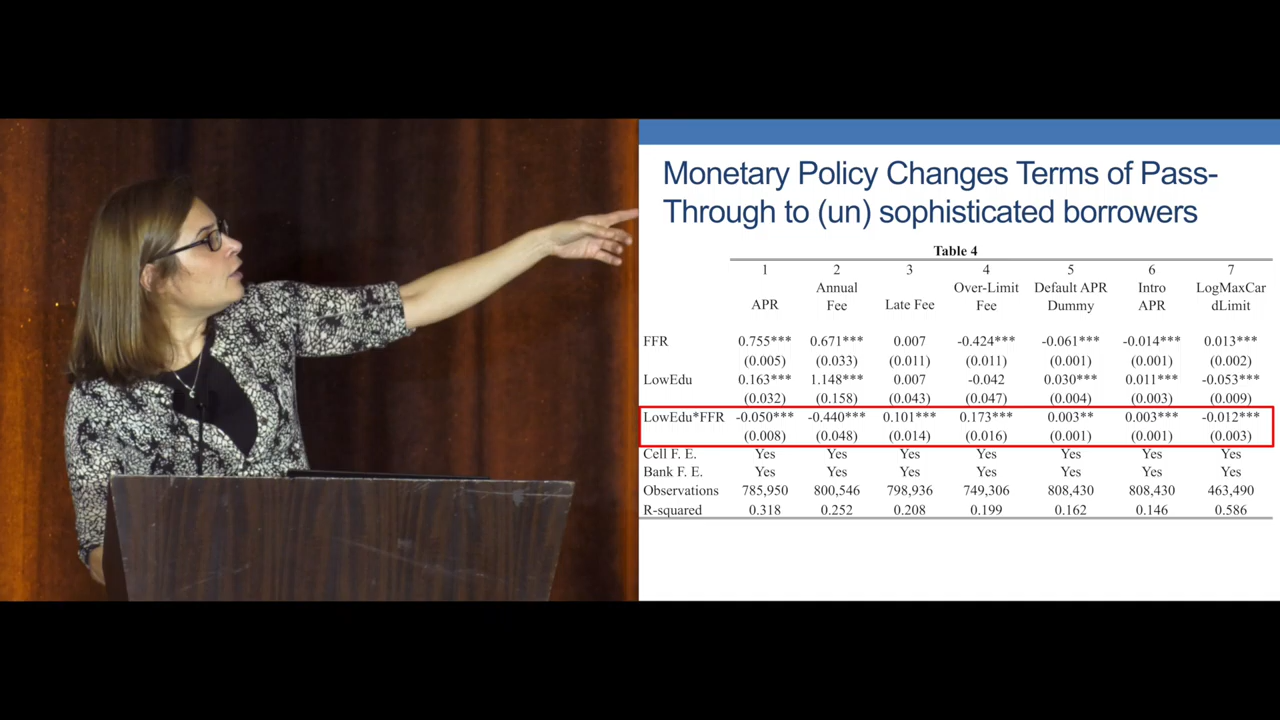 Monetary Policy Changes Terms of Pass-
Through to (un) sophisticated borrowers
Table 4
1 2 3 4 5 6 7
APR Annual Fee Late Fee Over-Limit Fee Default APR Dummy Intro APR LogMaxCardLimit
FFR 0.755*** 0.671*** 0.007 -0.424*** -0.061*** -0.014*** 0.013***
(0.005) (0.033) (0.011) (0.011) (0.001) (0.001) (0.002)
LowEdu 0.163*** 1.148*** 0.007 -0.042 0.030*** 0.011*** -0.053***
(0.032) (0.158) (0.043) (0.047) (0.004) (0.003) (0.009)
LowEdu*FFR -0.050*** -0.440*** 0.101*** 0.173*** 0.003** 0.003*** -0.012***
(0.008) (0.048) (0.014) (0.016) (0.001) (0.001) (0.003)
Cell F. E. Yes Yes Yes Yes Yes Yes Yes
Bank F. E. Yes Yes Yes Yes Yes Yes Yes
Observations 785,950 800,546 798,936 749,306 808,430 808,430 463,490
R-squared 0.318 0.252 0.208 0.199 0.162 0.146 0.586